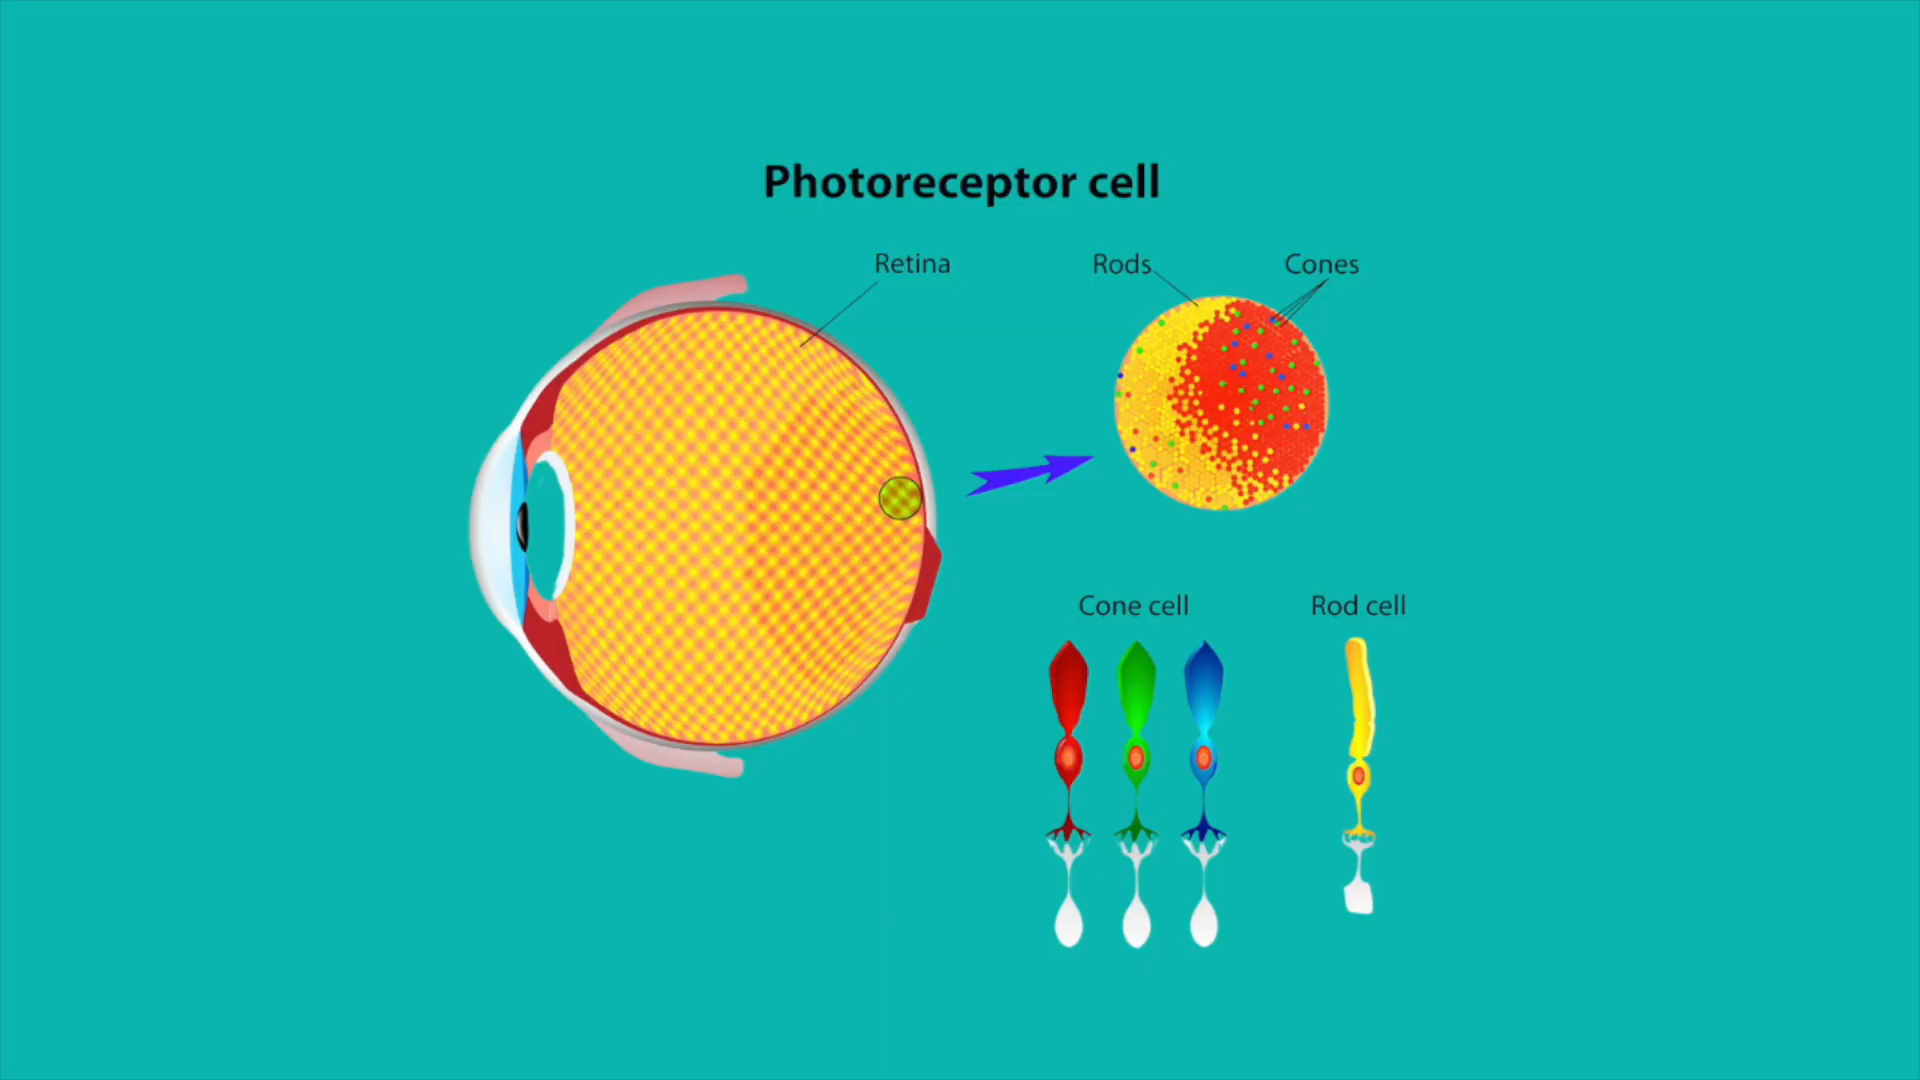 Photoreceptor cell
Retina
Rods
Cones
Cone cell
Rod cell